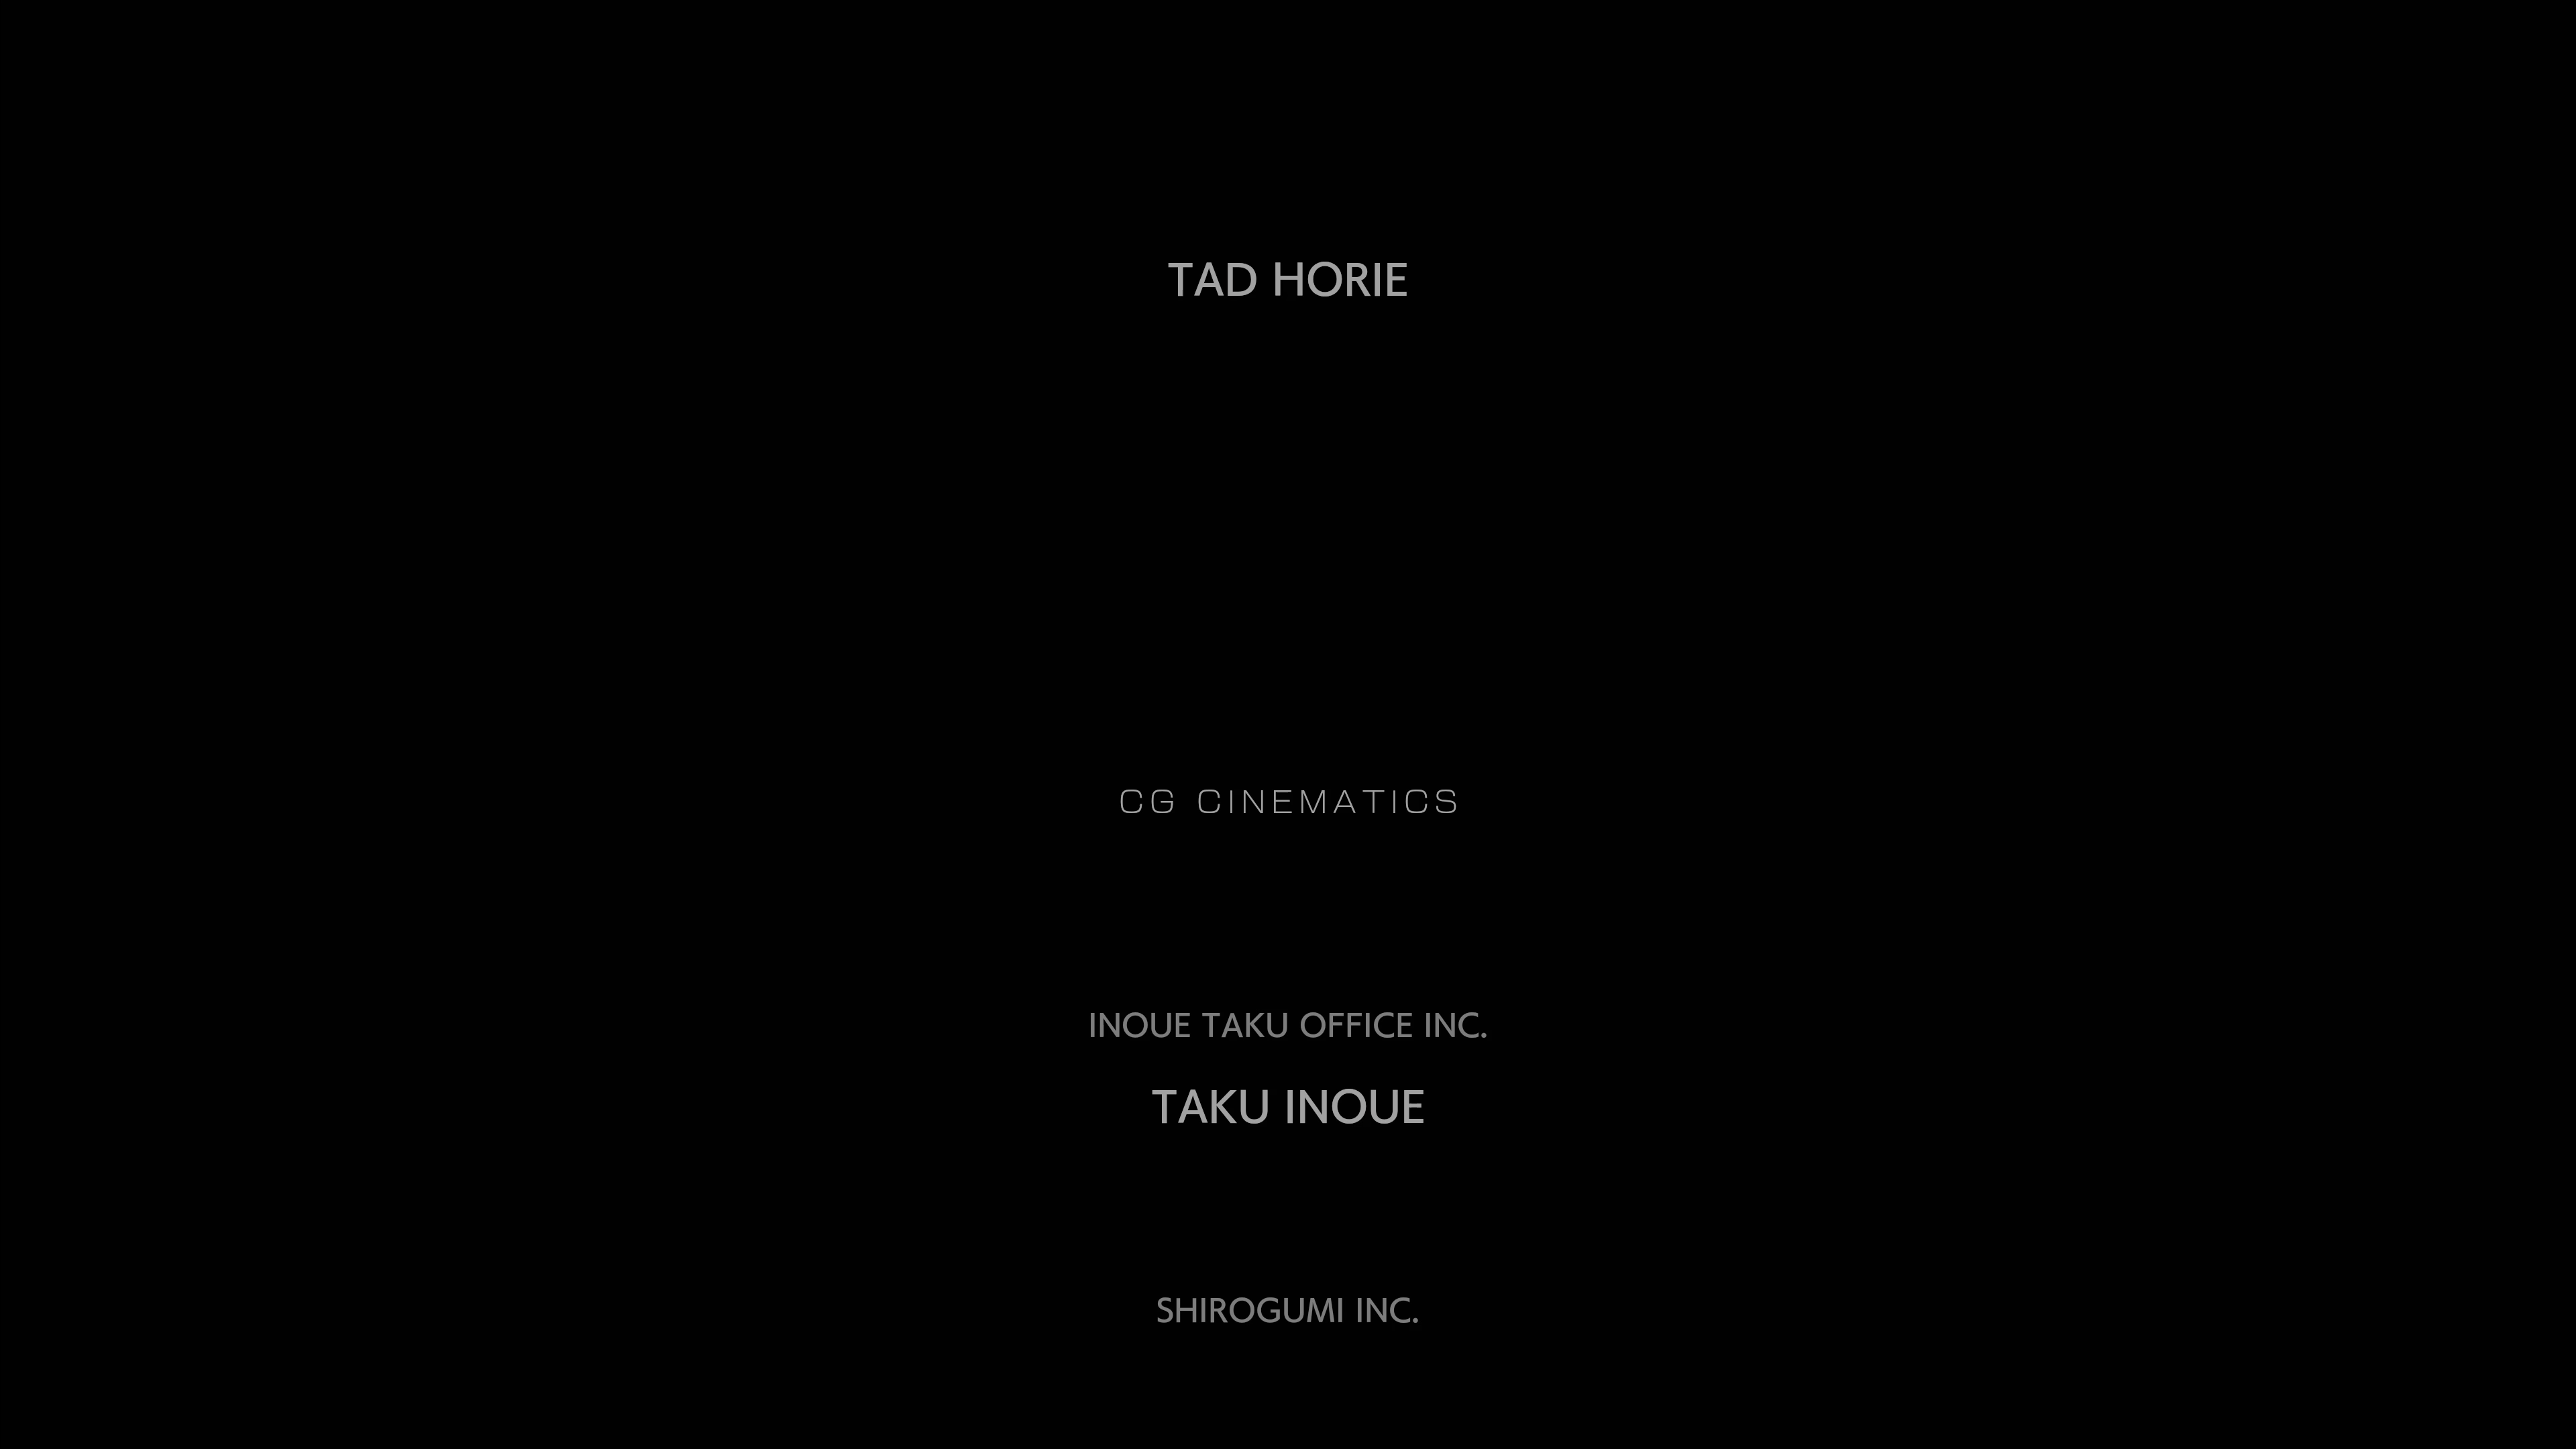 TAD HORIE
CG CINEMATICS
INOUE TAKU OFFICE INC.
TAKU INOUE
SHIROGUMI INC.